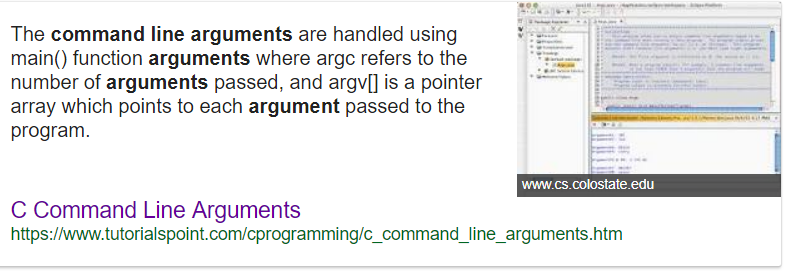 The command line arguments are handled using
main() function arguments where argc refers to the
number of arguments passed, and argv[] is a pointer
array which points to each argument passed to the
program.
www.cs.colostate.edu
C Command Line Arguments
https://www.tutorialspoint.com/cprogramming/c_command_line_arguments.htm